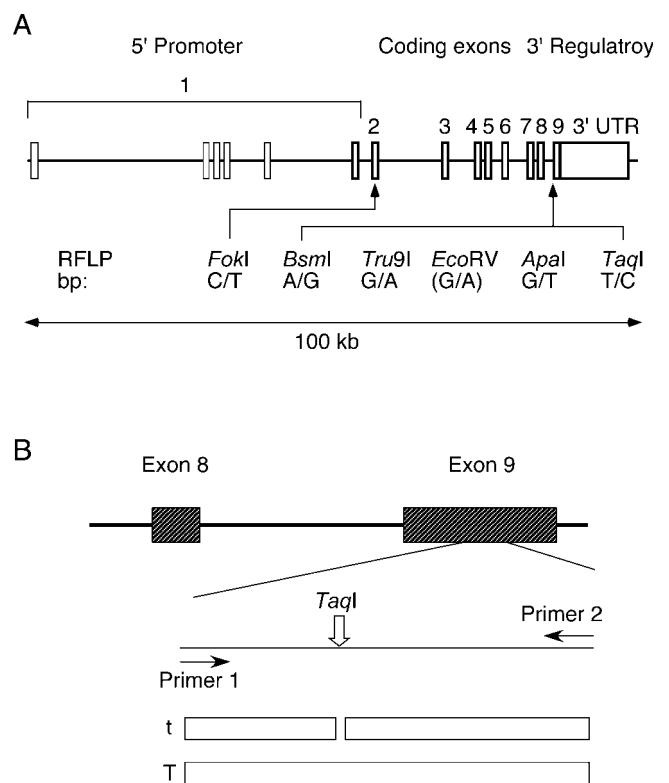 A
5' Promoter Coding exons 3' Regulatroy
1
2 3 4 5 6 7 8 9 3' UTR
RFLP FokI BsmI Tru9I EcoRV ApaI TaqI
bp: C/T A/G G/A (G/A) G/T T/C
100 kb
B
Exon 8 Exon 9
TaqI
Primer 2
Primer 1
t
T